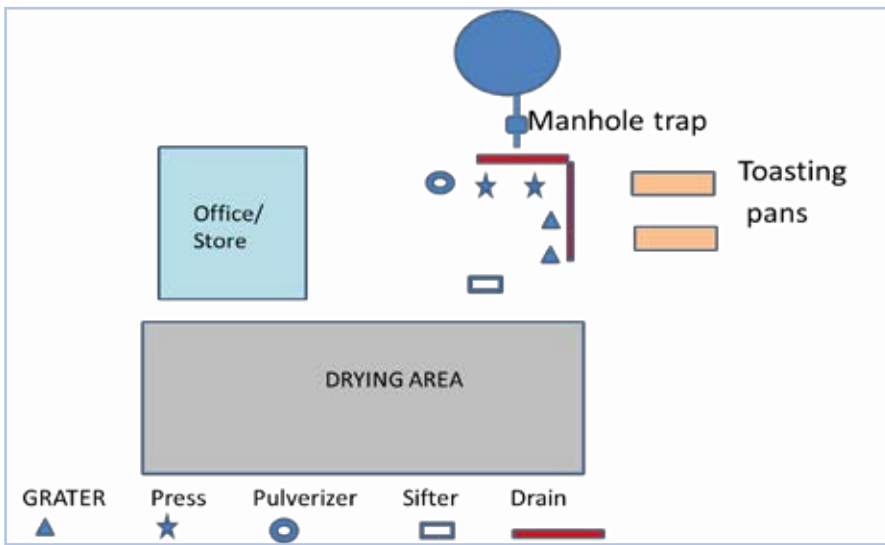 Manhole trap
Toasting
pans
Office/
Store
DRYING AREA
GRATER Press Pulverizer Sifter Drain